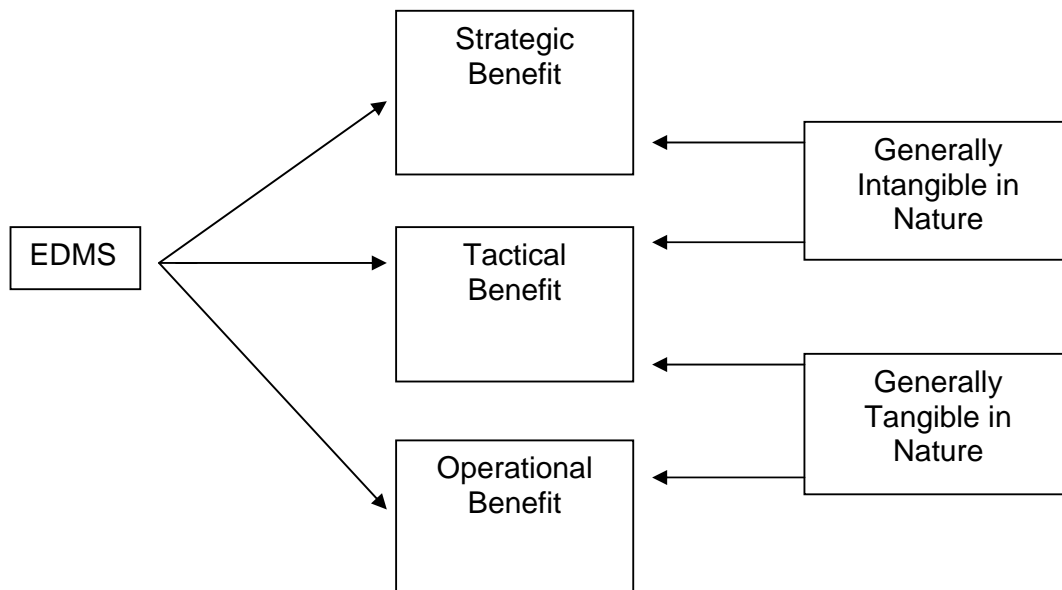 Strategic
Benefit
Generally
Intangible in
Nature
EDMS
Tactical
Benefit
Generally
Tangible in
Nature
Operational
Benefit